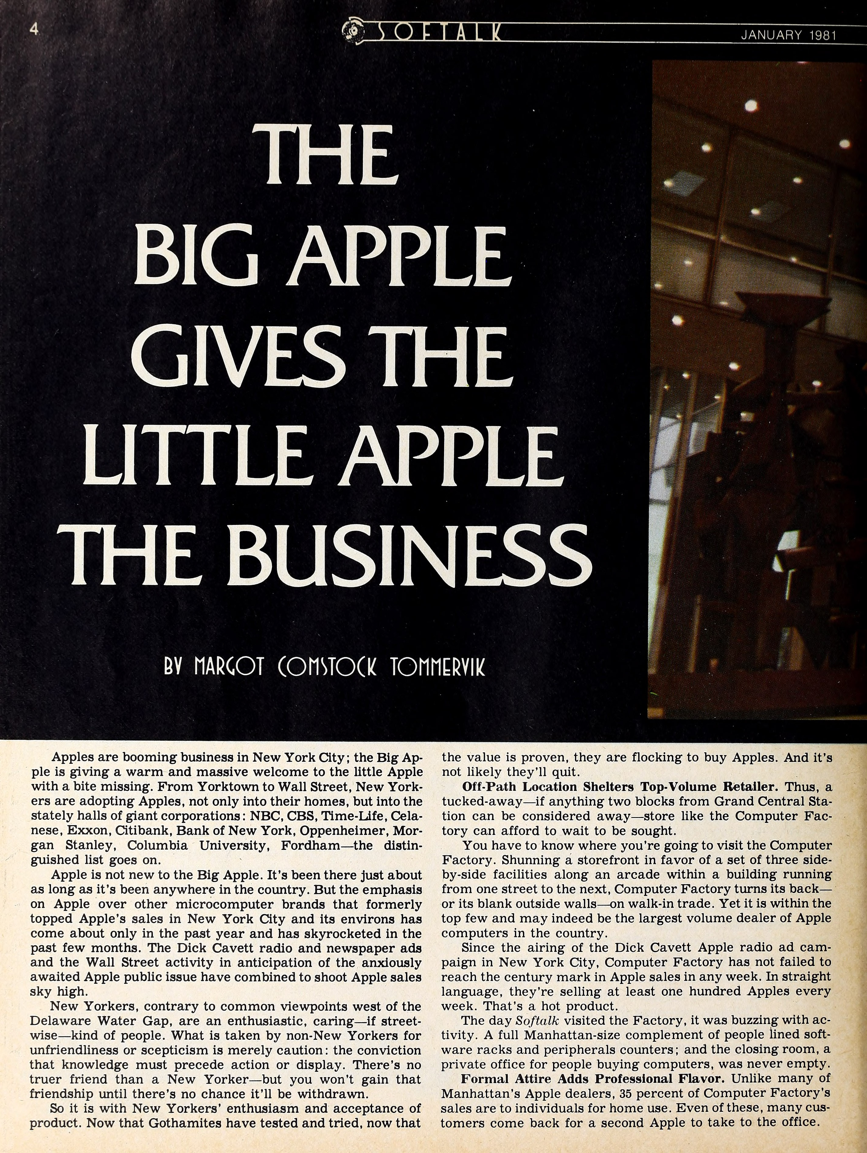 4
SOFTALK
JANUARY 1981
THE
BIG APPLE
GIVES THE
LITTLE APPLE
THE BUSINESS
BY MARGOT COMSTOCK TOMMERVIK
Apples are booming business in New York City; the Big Ap-
ple is giving a warm and massive welcome to the little Apple
with a bite missing. From Yorktown to Wall Street, New York-
ers are adopting Apples, not only into their homes, but into the
stately halls of giant corporations: NBC, CBS, Time-Life, Cela-
nese, Exxon, Citibank, Bank of New York, Oppenheimer, Mor-
gan Stanley, Columbia University, Fordham—the distin-
guished list goes on.
Apple is not new to the Big Apple. It's been there just about
as long as it's been anywhere in the country. But the emphasis
on Apple over other microcomputer brands that formerly
topped Apple's sales in New York City and its environs has
come about only in the past year and has skyrocketed in the
past few months. The Dick Cavett radio and newspaper ads
and the Wall Street activity in anticipation of the anxiously
awaited Apple public issue have combined to shoot Apple sales
sky high.
New Yorkers, contrary to common viewpoints west of the
Delaware Water Gap, are an enthusiastic, caring—if street-
wise—kind of people. What is taken by non-New Yorkers for
unfriendliness or scepticism is merely caution: the conviction
that knowledge must precede action or display. There's no
truer friend than a New Yorker—but you won't gain that
friendship until there's no chance it'll be withdrawn.
So it is with New Yorkers' enthusiasm and acceptance of
product. Now that Gothamites have tested and tried, now that
the value is proven, they are flocking to buy Apples. And it's
not likely they'll quit.
Off-Path Location Shelters Top-Volume Retailer. Thus, a
tucked-away—if anything two blocks from Grand Central Sta-
tion can be considered away—store like the Computer Fac-
tory can afford to wait to be sought.
You have to know where you're going to visit the Computer
Factory. Shunning a storefront in favor of a set of three side-
by-side facilities along an arcade within a building running
from one street to the next, Computer Factory turns its back—
or its blank outside walls—on walk-in trade. Yet it is within the
top few and may indeed be the largest volume dealer of Apple
computers in the country.
Since the airing of the Dick Cavett Apple radio ad cam-
paign in New York City, Computer Factory has not failed to
reach the century mark in Apple sales in any week. In straight
language, they're selling at least one hundred Apples every
week. That's a hot product.
The day Softalk visited the Factory, it was buzzing with ac-
tivity. A full Manhattan-size complement of people lined soft-
ware racks and peripherals counters; and the closing room, a
private office for people buying computers, was never empty.
Formal Attire Adds Professional Flavor. Unlike many of
Manhattan's Apple dealers, 35 percent of Computer Factory's
sales are to individuals for home use. Even of these, many cus-
tomers come back for a second Apple to take to the office.